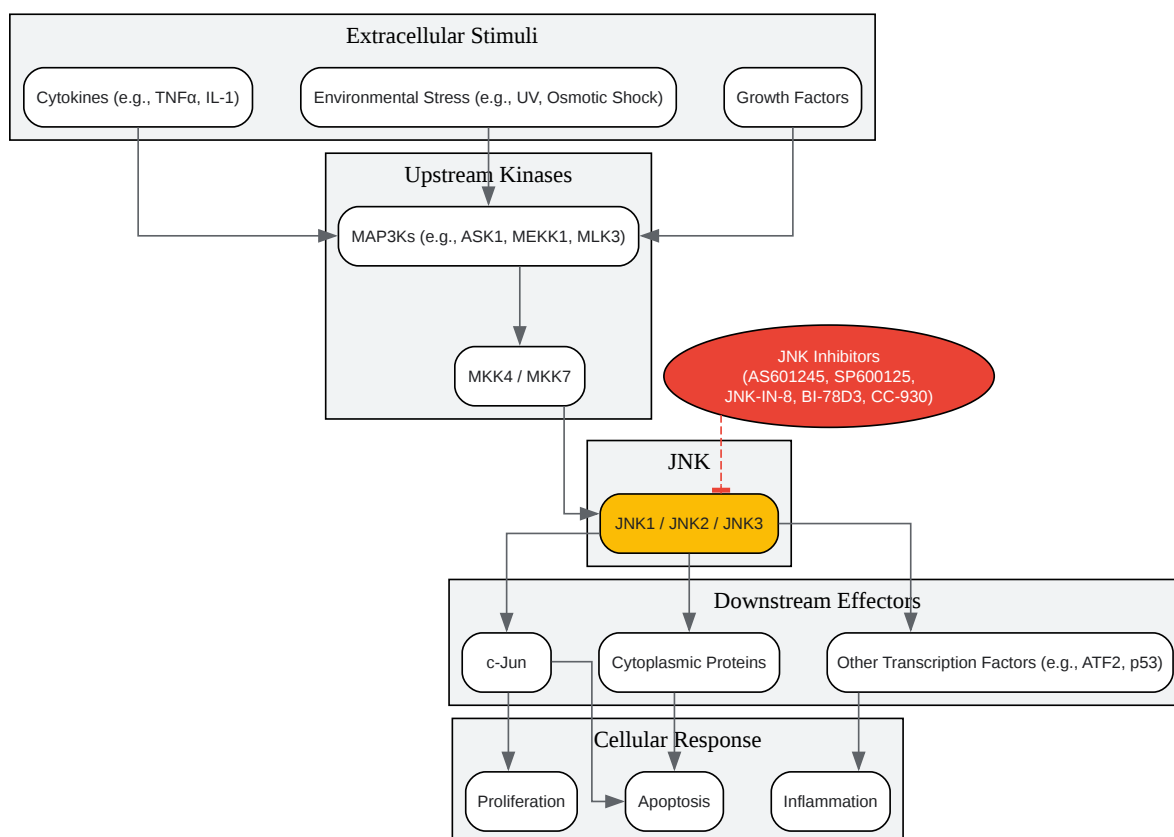 Extracellular Stimuli
Cytokines (e.g., TNFα, IL-1)
Environmental Stress (e.g., UV, Osmotic Shock)
Growth Factors
Upstream Kinases
MAP3Ks (e.g., ASK1, MEKK1, MLK3)
MKK4 / MKK7
JNK Inhibitors
(AS601245, SP600125,
JNK-IN-8, BI-78D3, CC-930)
JNK
JNK1 / JNK2 / JNK3
Downstream Effectors
c-Jun
Cytoplasmic Proteins
Other Transcription Factors (e.g., ATF2, p53)
Cellular Response
Proliferation
Apoptosis
Inflammation